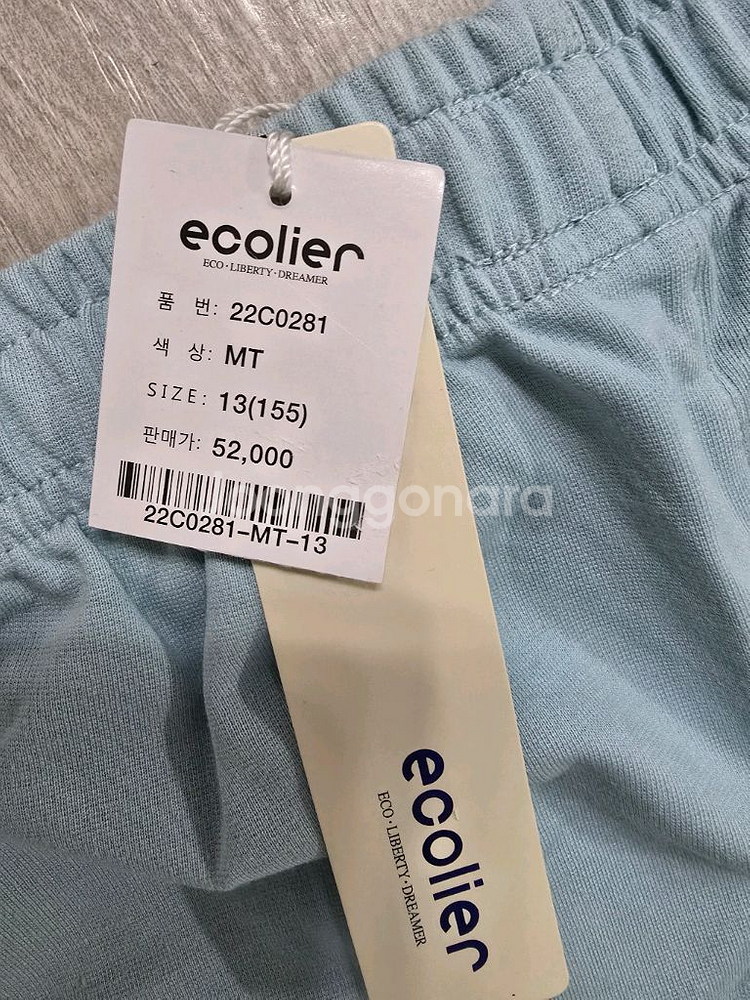 ecolier
ECO·LIBERTY·DREAMER
품 번: 22C0281
색 상: MT
SIZE: 13(155)
판매가: 52,000
22C0281-MT-13
joonggonara
ecolier
ECO·LIBERTY·DREAMER